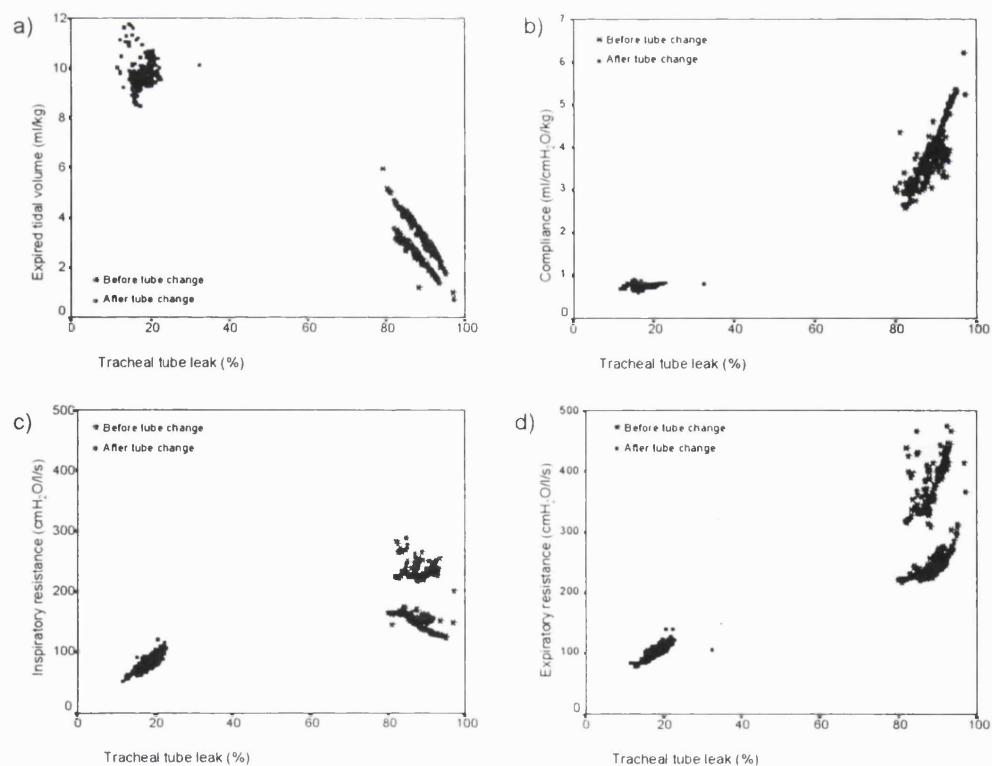 a)
Expired tidal volume (ml/kg)
12
10
8
6
4
2
0
* Before tube change
▪ After tube change
0 20 40 60 80 100
Tracheal tube leak (%)
b)
Compliance (ml/cmH2O/kg)
7
6
5
4
3
2
1
0
* Before tube change
▪ After tube change
0 20 40 60 80 100
Tracheal tube leak (%)
c)
Inspiratory resistance (cmH2O/l/s)
500
400
300
200
100
0
* Before tube change
▪ After tube change
0 20 40 60 80 100
Tracheal tube leak (%)
d)
Expiratory resistance (cmH2O/l/s)
500
400
300
200
100
0
* Before tube change
▪ After tube change
0 20 40 60 80 100
Tracheal tube leak (%)